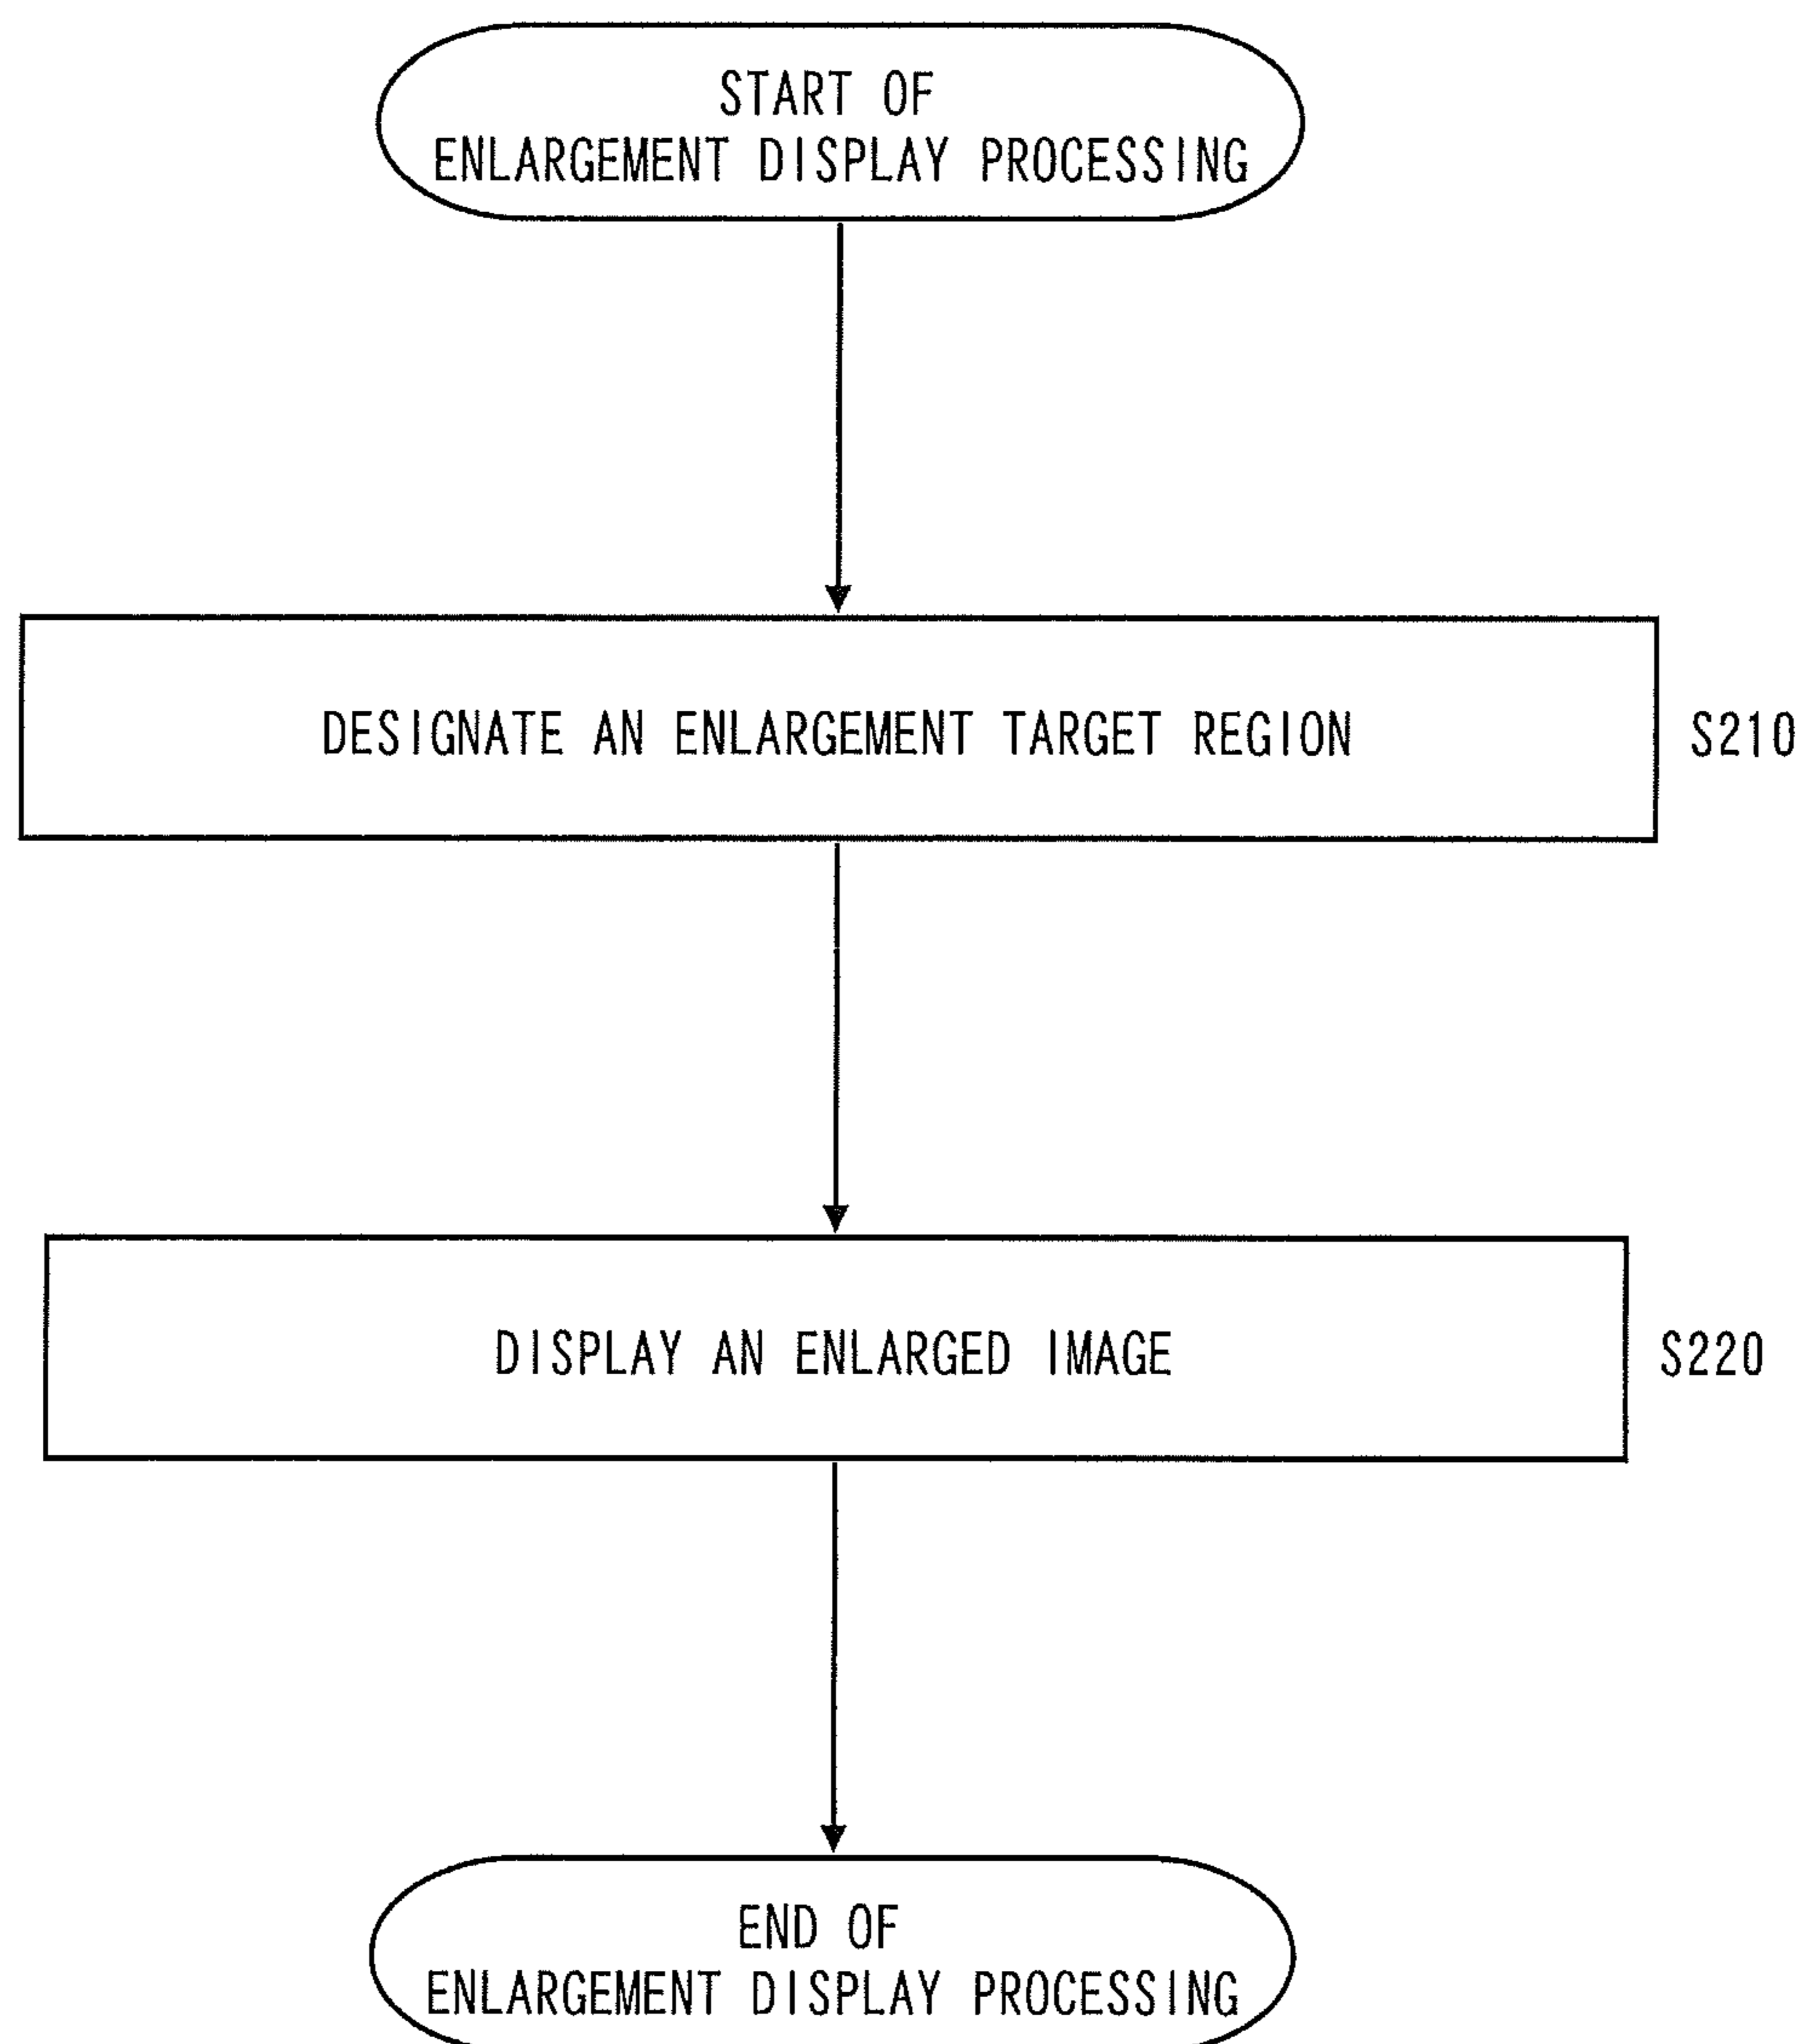 START OF
ENLARGEMENT DISPLAY PROCESSING
DESIGNATE AN ENLARGEMENT TARGET REGION
S210
DISPLAY AN ENLARGED IMAGE
S220
END OF
ENLARGEMENT DISPLAY PROCESSING